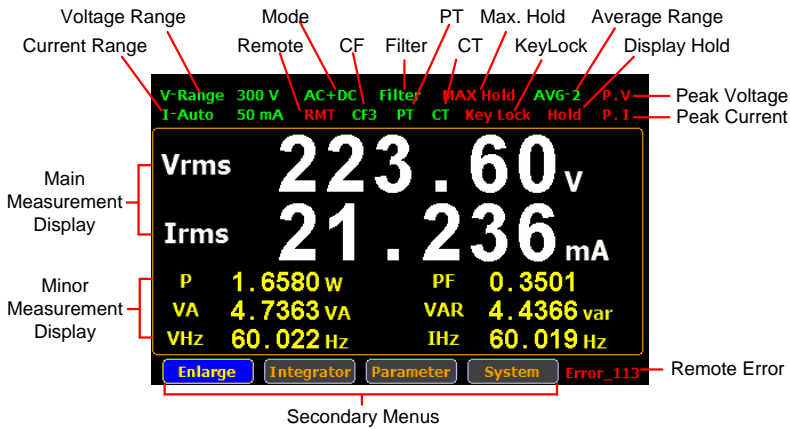 Voltage Range Mode PT Max. Hold Average Range
Current Range Remote CF Filter CT KeyLock Display Hold
V-Range 300 V AC+DC Filter MAX Hold AVG-2 P.V Peak Voltage
I-Auto 50 mA RMT CF3 PT CT Key Lock Hold P.I Peak Current
Vrms 223.60 V
Main
Measurement
Display
Irms 21.236 mA
Minor
Measurement
Display
P 1.6580 W PF 0.3501
VA 4.7363 VA VAR 4.4366 var
VHz 60.022 Hz IHz 60.019 Hz
Enlarge Integrator Parameter System Error_113 Remote Error
Secondary Menus